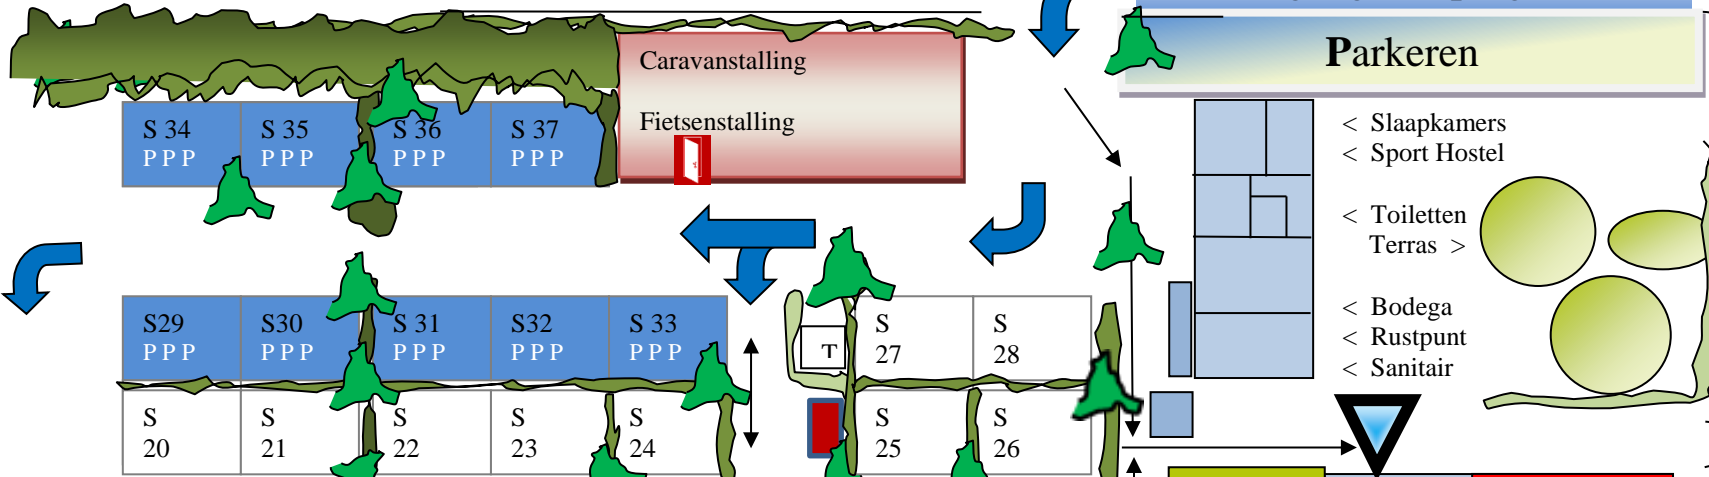 Parkeren
Caravanstalling
Fietsenstalling
S 34
P P P
S 35
P P P
S 36
P P P
S 37
P P P
< Slaapkamers
< Sport Hostel
< Toiletten
Terras >
< Bodega
< Rustpunt
< Sanitair
S29
P P P
S30
P P P
S 31
P P P
S32
P P P
S 33
P P P
T
S
27
S
28
S
20
S
21
S
22
S
23
S
24
S
25
S
26